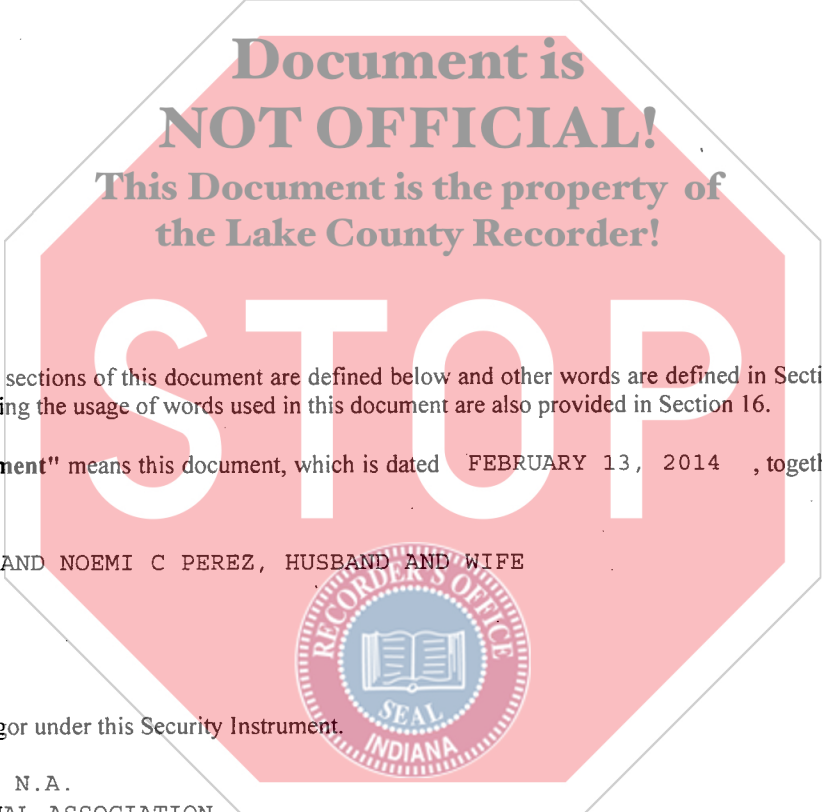 Document is
NOT OFFICIAL!
This Document is the property of
the Lake County Recorder!
STOP
sections of this document are defined below and other words are defined in Secti
ing the usage of words used in this document are also provided in Section 16.
ment" means this document, which is dated FEBRUARY 13, 2014 , togeth
AND NOEMI C PEREZ, HUSBAND AND WIFE
RECORDER'S OFFICE
SEAL
INDIANA
gor under this Security Instrument.
N.A.
ASSOCIATION